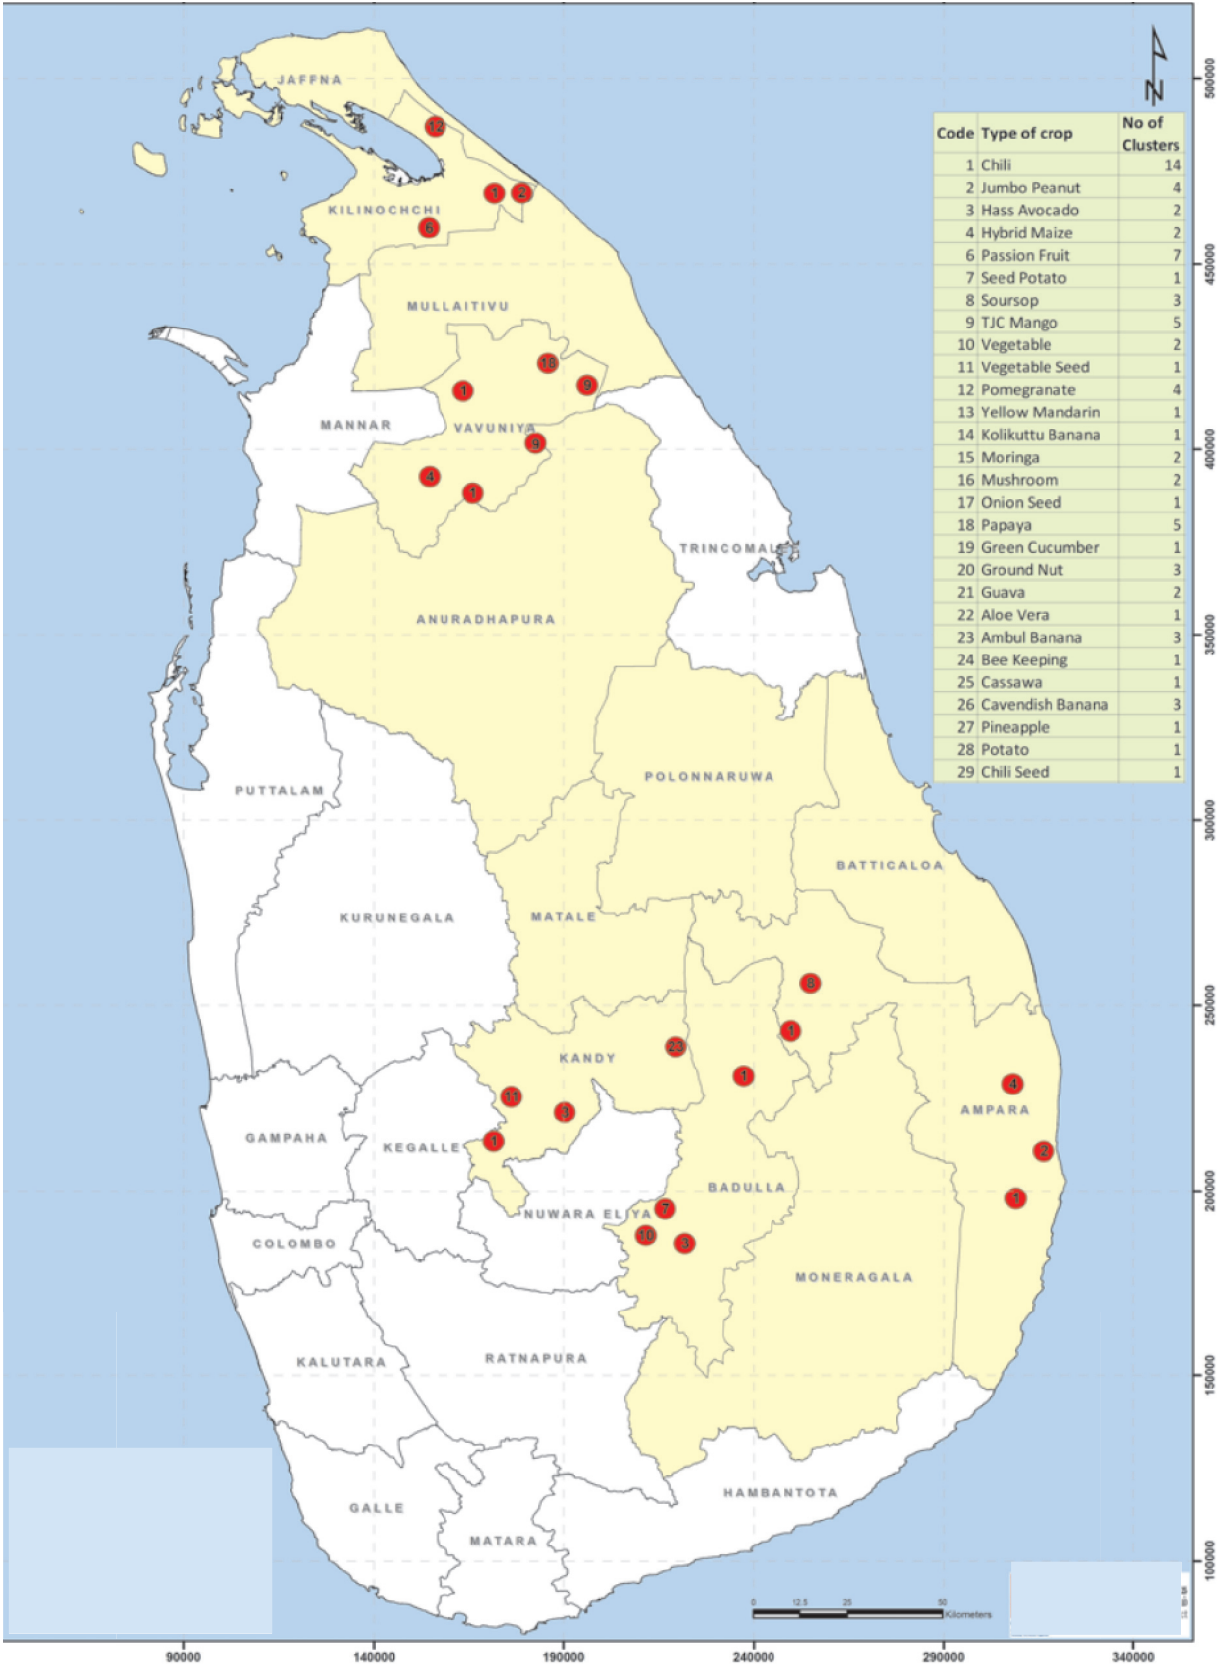 N
500000
450000
400000
350000
300000
250000
200000
150000
100000
Code Type of crop No of Clusters
1 Chili 14
2 Jumbo Peanut 4
3 Hass Avocado 2
4 Hybrid Maize 2
6 Passion Fruit 7
7 Seed Potato 1
8 Soursop 3
9 TJC Mango 5
10 Vegetable 2
11 Vegetable Seed 1
12 Pomegranate 4
13 Yellow Mandarin 1
14 Kolikuttu Banana 1
15 Moringa 2
16 Mushroom 2
17 Onion Seed 1
18 Papaya 5
19 Green Cucumber 1
20 Ground Nut 3
21 Guava 2
22 Aloe Vera 1
23 Ambul Banana 3
24 Bee Keeping 1
25 Cassawa 1
26 Cavendish Banana 3
27 Pineapple 1
28 Potato 1
29 Chili Seed 1
JAFFNA
12
1 2
KILINOCHCHI
6
MULLAITIVU
18
9
1
MANNAR
VAVUNIYA
9
4
1
TRINCOMALE
ANURADHAPURA
POLONNARUWA
PUTTALAM
BATTICALOA
KURUNEGALA
MATALE
8
1
23
KANDY
1
4
11
3
AMPARA
GAMPAHA
1
KEGALLE
2
BADULLA
1
7
NUWARA ELIYA
10
3
COLOMBO
MONERAGALA
RATNAPURA
KALUTARA
HAMBANTOTA
GALLE
MATARA
0 12.5 25 50
Kilometers
90000 140000 190000 240000 290000 340000